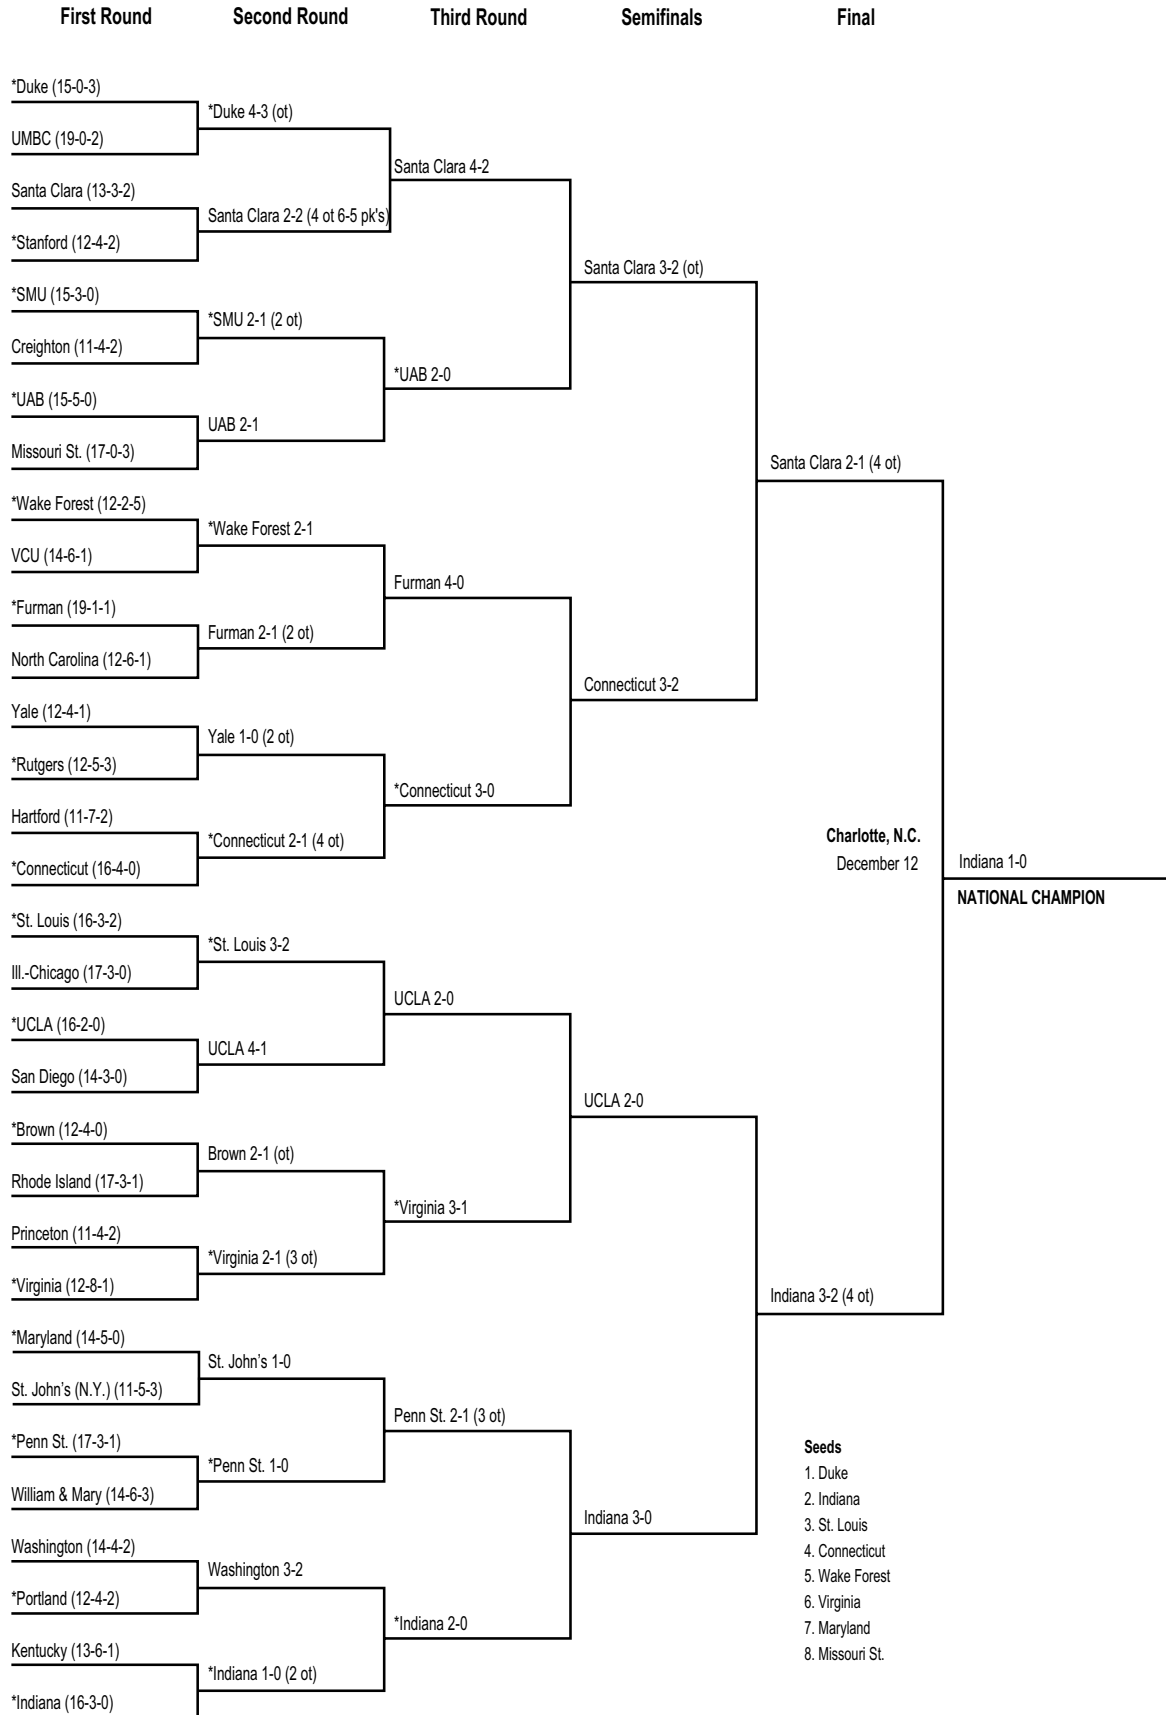 First Round
Second Round
Third Round
Semifinals
Final
*Duke (15-0-3)
UMBC (19-0-2)
Santa Clara (13-3-2)
*Stanford (12-4-2)
*SMU (15-3-0)
Creighton (11-4-2)
*UAB (15-5-0)
Missouri St. (17-0-3)
*Wake Forest (12-2-5)
VCU (14-6-1)
*Furman (19-1-1)
North Carolina (12-6-1)
Yale (12-4-1)
*Rutgers (12-5-3)
Hartford (11-7-2)
*Connecticut (16-4-0)
*St. Louis (16-3-2)
Ill.-Chicago (17-3-0)
*UCLA (16-2-0)
San Diego (14-3-0)
*Brown (12-4-0)
Rhode Island (17-3-1)
Princeton (11-4-2)
*Virginia (12-8-1)
*Maryland (14-5-0)
St. John's (N.Y.) (11-5-3)
*Penn St. (17-3-1)
William & Mary (14-6-3)
Washington (14-4-2)
*Portland (12-4-2)
Kentucky (13-6-1)
*Indiana (16-3-0)
*Duke 4-3 (ot)
Santa Clara 2-2 (4 ot 6-5 pk's)
*SMU 2-1 (2 ot)
UAB 2-1
*Wake Forest 2-1
Furman 2-1 (2 ot)
Yale 1-0 (2 ot)
*Connecticut 2-1 (4 ot)
*St. Louis 3-2
UCLA 4-1
Brown 2-1 (ot)
*Virginia 2-1 (3 ot)
St. John's 1-0
*Penn St. 1-0
Washington 3-2
*Indiana 1-0 (2 ot)
Santa Clara 4-2
*UAB 2-0
Furman 4-0
*Connecticut 3-0
UCLA 2-0
*Virginia 3-1
Penn St. 2-1 (3 ot)
*Indiana 2-0
Santa Clara 3-2 (ot)
Connecticut 3-2
UCLA 2-0
Indiana 3-0
Santa Clara 2-1 (4 ot)
Indiana 3-2 (4 ot)
Charlotte, N.C.
December 12
Indiana 1-0
NATIONAL CHAMPION
Seeds
1. Duke
2. Indiana
3. St. Louis
4. Connecticut
5. Wake Forest
6. Virginia
7. Maryland
8. Missouri St.